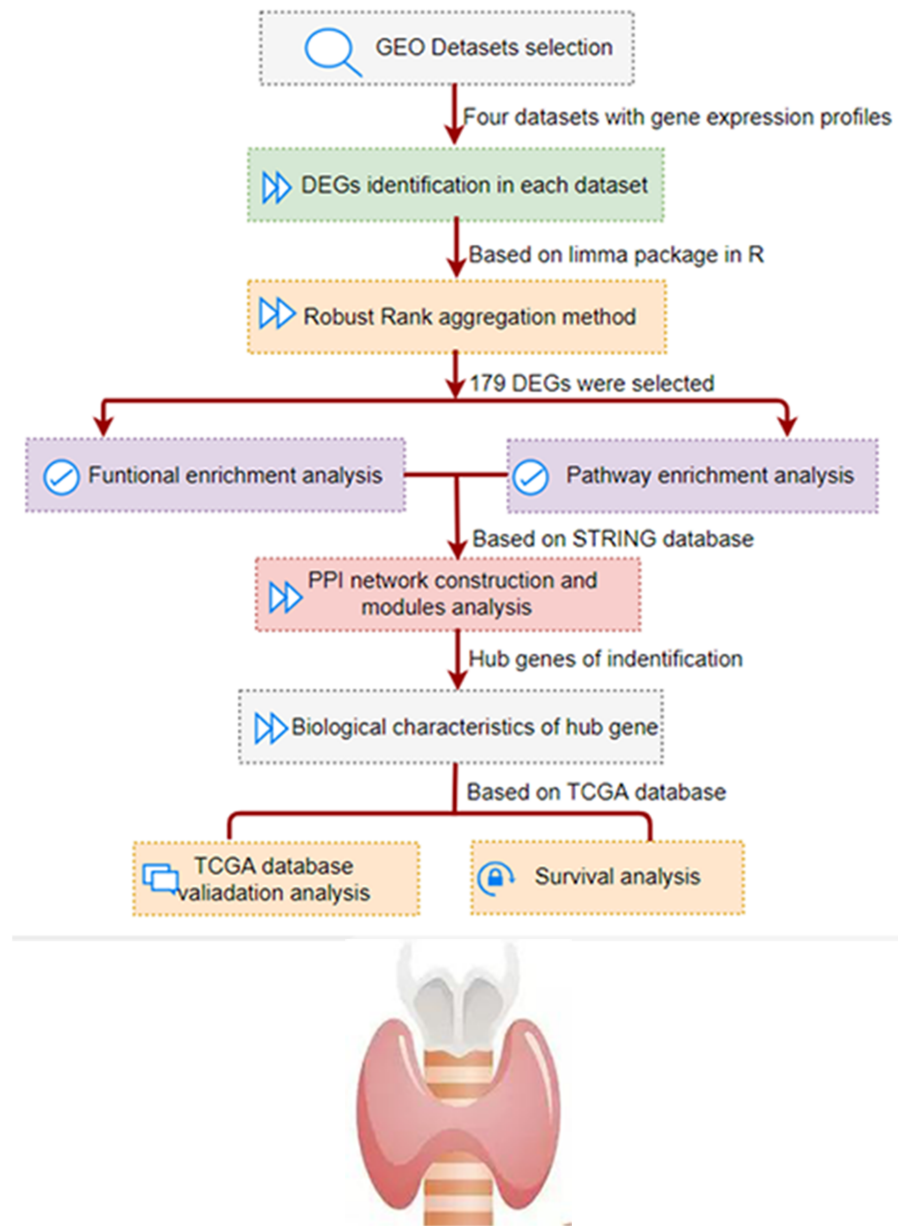 GEO Detasets selection
Four datasets with gene expression profiles
DEGs identification in each dataset
Based on limma package in R
Robust Rank aggregation method
179 DEGs were selected
Funtional enrichment analysis
Pathway enrichment analysis
Based on STRING database
PPI network construction and
modules analysis
Hub genes of indentification
Biological characteristics of hub gene
Based on TCGA database
TCGA database
valiadation analysis
Survival analysis